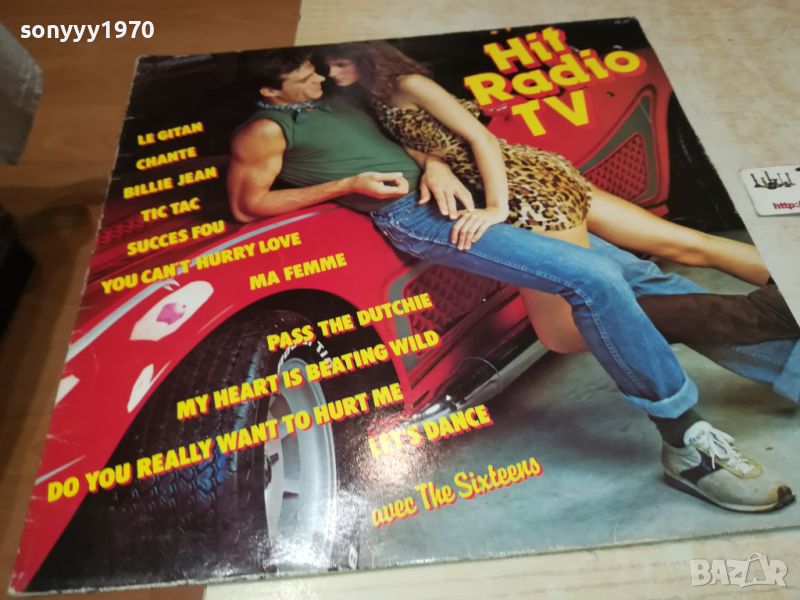 sonyyy1970
Hit
Radio
TV
LE GITAN
CHANTE
BILLIE JEAN
TIC TAC
SUCCES FOU
YOU CAN'T HURRY LOVE
MA FEMME
PASS THE DUTCHIE
MY HEART IS BEATING WILD
DO YOU REALLY WANT TO HURT ME
LET'S DANCE
avec The Sixteens
http:/
BAZAR